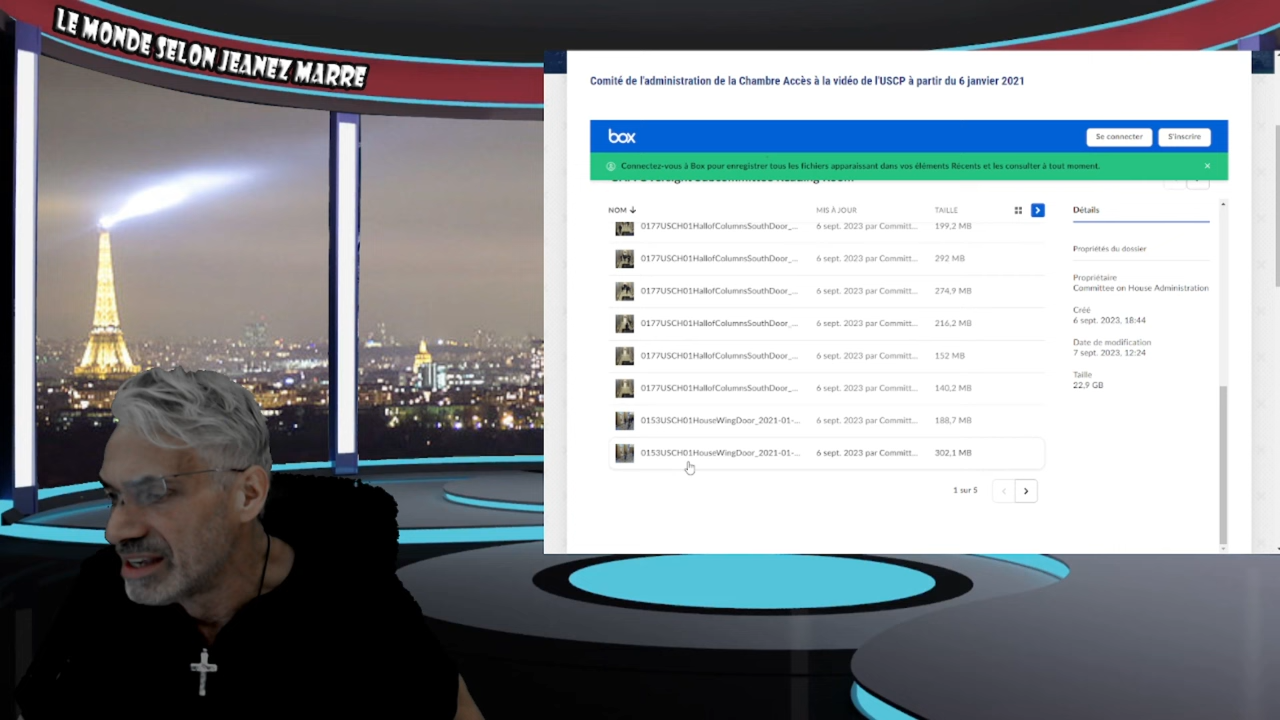 LE MONDE SELON JEANEZ MARRE
Comité de l'administration de la Chambre Accès à la vidéo de l'USCP à partir du 6 janvier 2021
box
Se connecter
S'inscrire
Connectez-vous à Box pour enregistrer tous les fichiers apparaissant dans vos éléments Récents et les consulter à tout moment.
NOM MIS À JOUR TAILLE
0177USCH01HallofColumnsSouthDoor_... 6 sept. 2023 par Committ... 199,2 MB
0177USCH01HallofColumnsSouthDoor_... 6 sept. 2023 par Committ... 292 MB
0177USCH01HallofColumnsSouthDoor_... 6 sept. 2023 par Committ... 274,9 MB
0177USCH01HallofColumnsSouthDoor_... 6 sept. 2023 par Committ... 216,2 MB
0177USCH01HallofColumnsSouthDoor_... 6 sept. 2023 par Committ... 152 MB
0177USCH01HallofColumnsSouthDoor_... 6 sept. 2023 par Committ... 140,2 MB
0153USCH01HouseWingDoor_2021-01-... 6 sept. 2023 par Committ... 188,7 MB
0153USCH01HouseWingDoor_2021-01-... 6 sept. 2023 par Committ... 302,1 MB
1 sur 5
Détails
Propriétés du dossier
Propriétaire
Committee on House Administration
Créé
6 sept. 2023, 18:44
Date de modification
7 sept. 2023, 12:24
Taille
22,9 GB